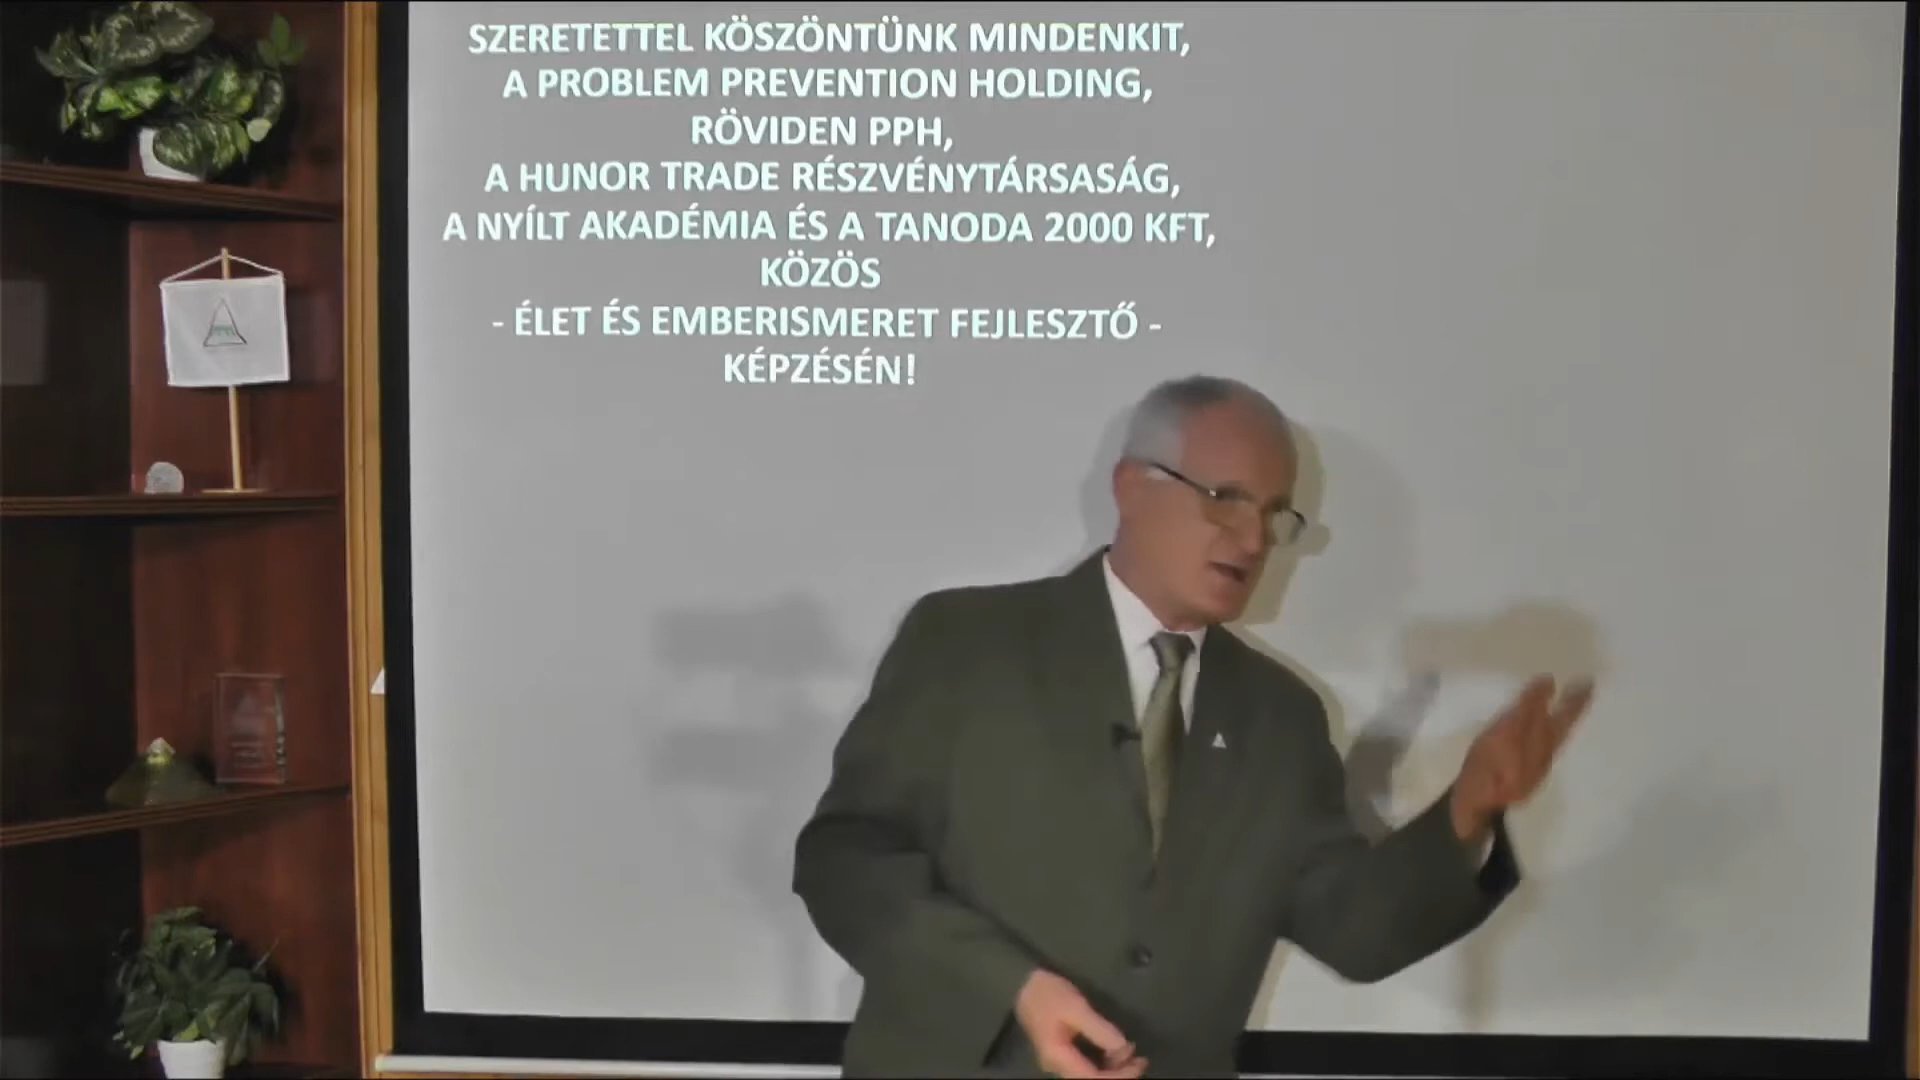 SZERETETTEL KÖSZÖNTÜNK MINDENKIT,
A PROBLEM PREVENTION HOLDING,
RÖVIDEN PPH,
A HUNOR TRADE RÉSZVÉNYTÁRSASÁG,
A NYÍLT AKADÉMIA ÉS A TANODA 2000 KFT,
KÖZÖS
- ÉLET ÉS EMBERISMERET FEJLESZTŐ -
KÉPZÉSÉN!